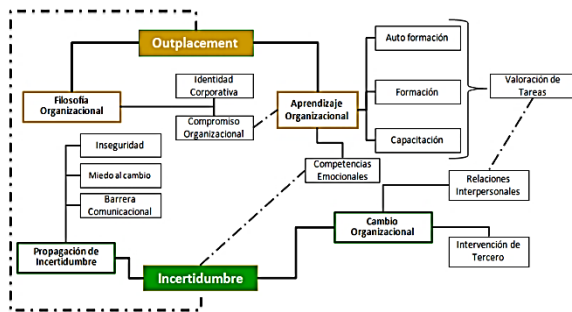 Outplacement
Auto formación
Identidad
Corporativa
Filosofía
Organizacional
Aprendizaje
Organizacional
Formación
Valoración de
Tareas
Compromiso
Organizacional
Capacitación
Inseguridad
Competencias
Emocionales
Miedo al cambio
Relaciones
Interpersonales
Barrera
Comunicacional
Cambio
Organizacional
Propagación de
Incertidumbre
Intervención de
Tercero
Incertidumbre